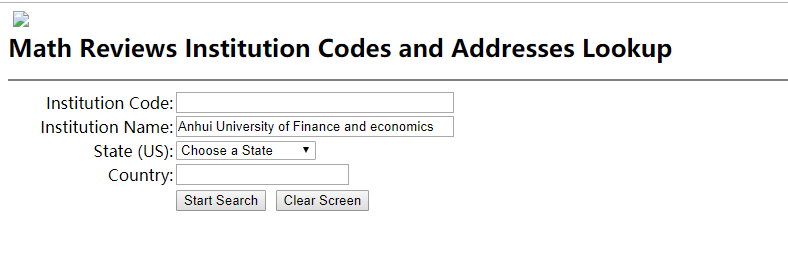 Math Reviews Institution Codes and Addresses Lookup
Institution Code:
Institution Name: Anhui University of Finance and economics
State (US): Choose a State
Country:
Start Search Clear Screen